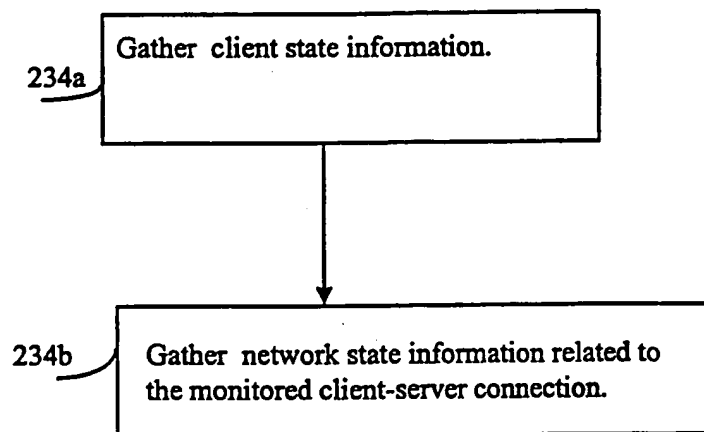 Gather client state information.
234a
234b
Gather network state information related to
the monitored client-server connection.